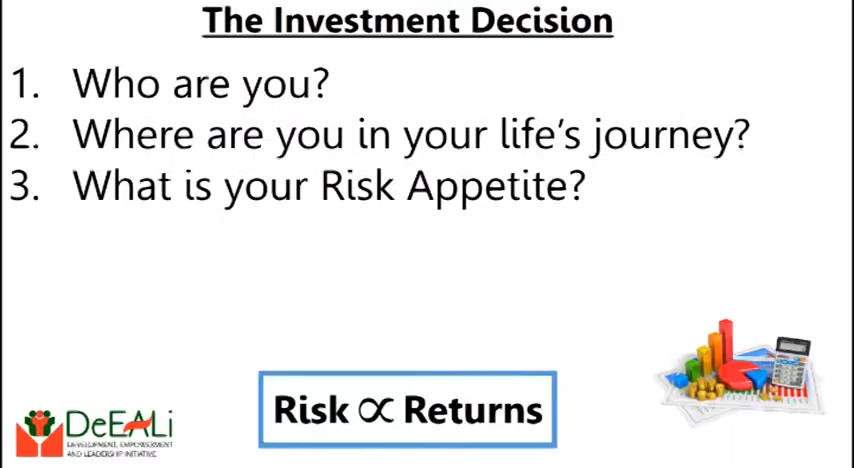 The Investment Decision
1. Who are you?
2. Where are you in your life's journey?
3. What is your Risk Appetite?
Risk ∝ Returns
DeEALi
DEVELOPMENT, EMPOWERMENT
AND LEADERSHIP INITIATIVE